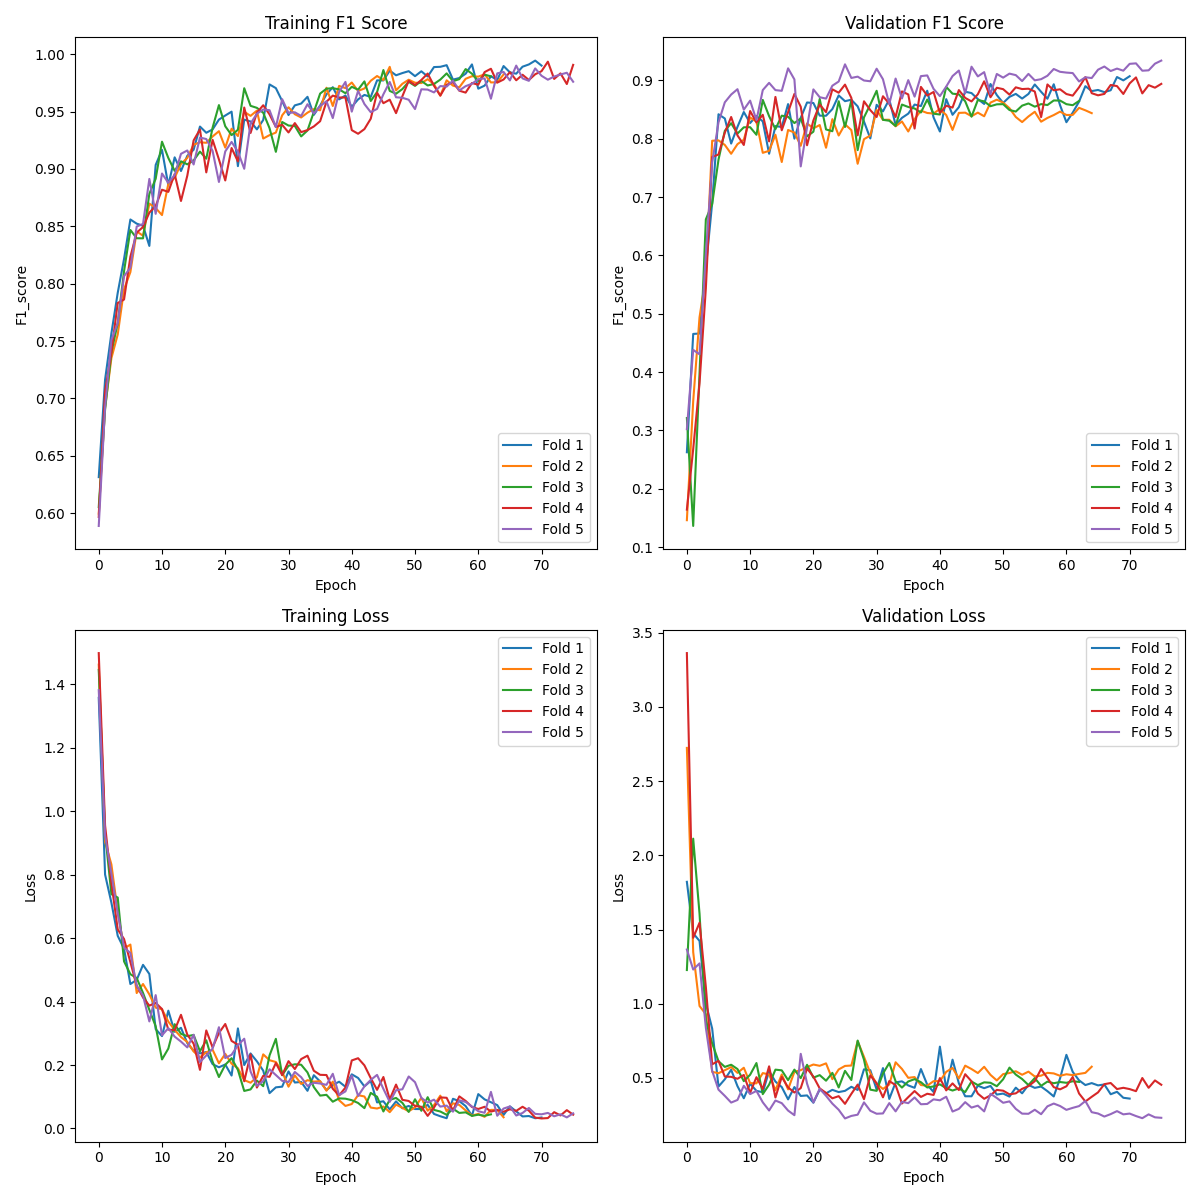 Training F1 Score
F1_score
1.00
0.95
0.90
0.85
0.80
0.75
0.70
0.65
0.60
0 10 20 30 40 50 60 70
Epoch
Fold 1
Fold 2
Fold 3
Fold 4
Fold 5
Validation F1 Score
F1_score
0.9
0.8
0.7
0.6
0.5
0.4
0.3
0.2
0.1
0 10 20 30 40 50 60 70
Epoch
Fold 1
Fold 2
Fold 3
Fold 4
Fold 5
Training Loss
Loss
1.4
1.2
1.0
0.8
0.6
0.4
0.2
0.0
0 10 20 30 40 50 60 70
Epoch
Fold 1
Fold 2
Fold 3
Fold 4
Fold 5
Validation Loss
Loss
3.5
3.0
2.5
2.0
1.5
1.0
0.5
0 10 20 30 40 50 60 70
Epoch
Fold 1
Fold 2
Fold 3
Fold 4
Fold 5